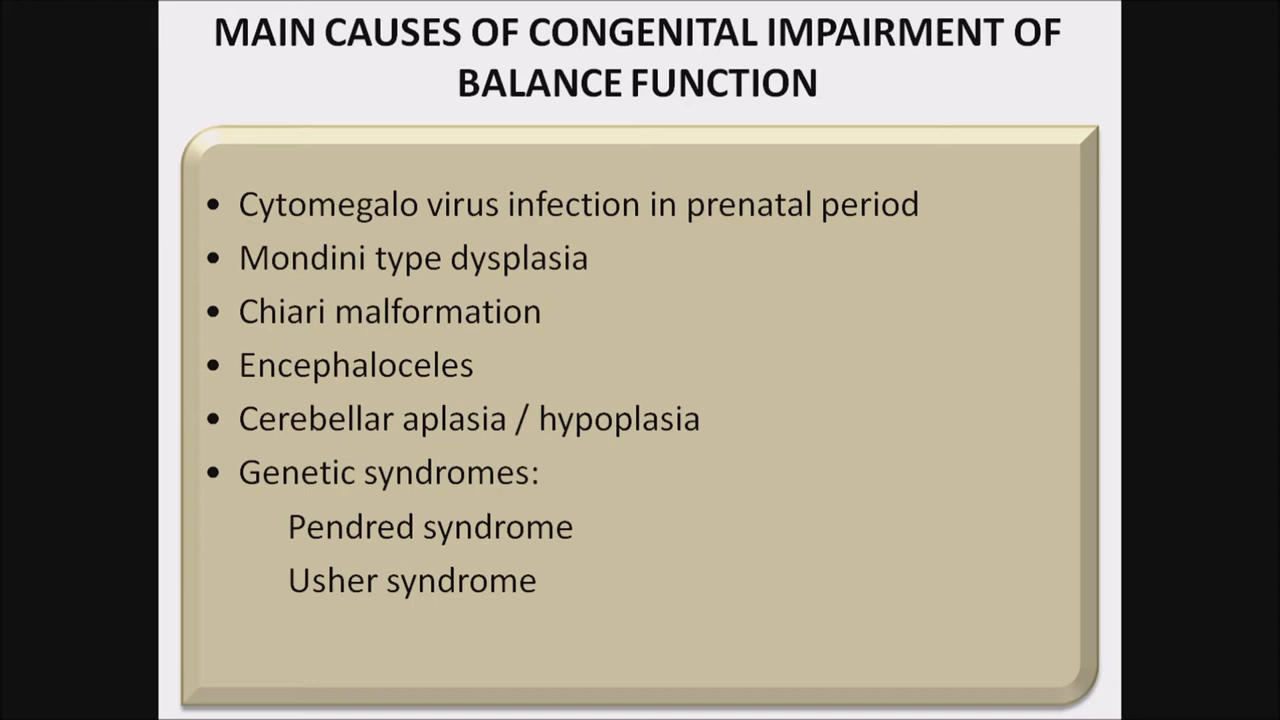 MAIN CAUSES OF CONGENITAL IMPAIRMENT OF
BALANCE FUNCTION
• Cytomegalo virus infection in prenatal period
• Mondini type dysplasia
• Chiari malformation
• Encephaloceles
• Cerebellar aplasia / hypoplasia
• Genetic syndromes:
Pendred syndrome
Usher syndrome